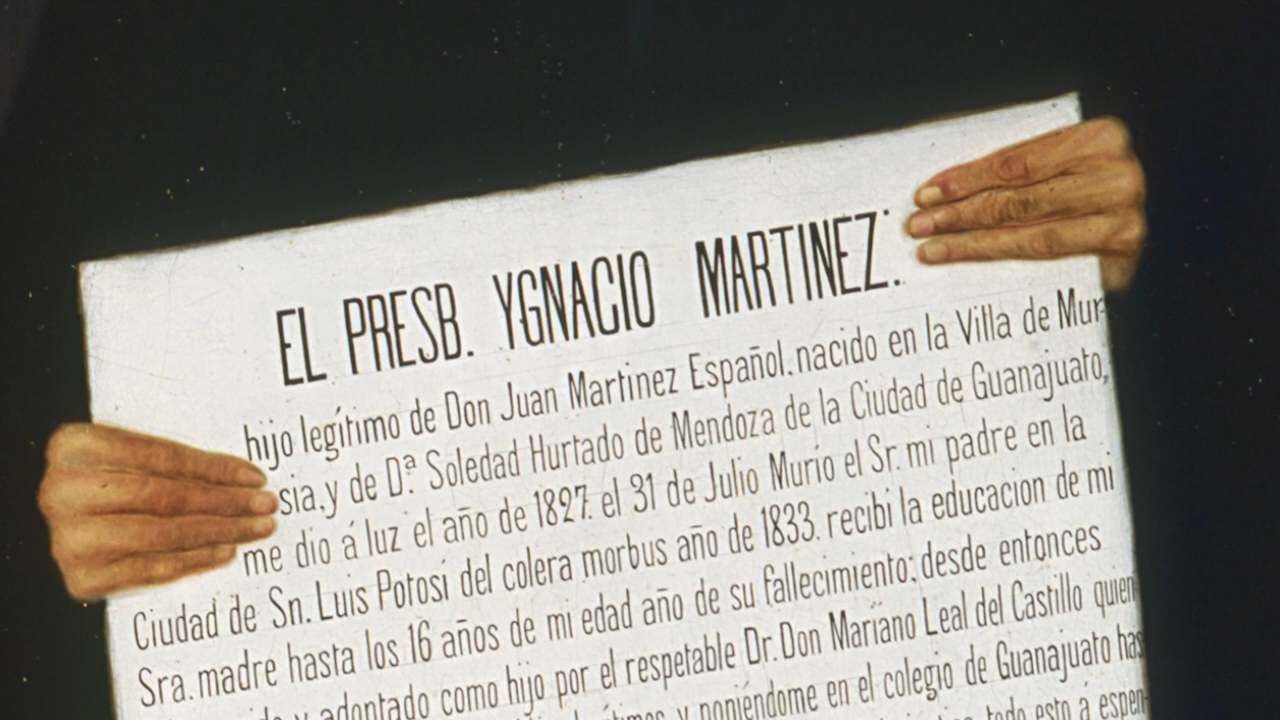 EL PRESB. YGNACIO MARTINEZ.
hijo legítimo de Don Juan Martinez Español. nacido en la Villa de Mur-
sia, y de D.ª Soledad Hurtado de Mendoza de la Ciudad de Guanajuato,
me dio á luz el año de 1827. el 31 de Julio Murio el Sr. mi padre en la
Ciudad de Sn. Luis Potosi del colera morbus año de 1833. recibi la educacion de mi
Sra. madre hasta los 16 años de mi edad año de su fallecimiento; desde entonces
y adoptado como hijo por el respetable Dr. Don Mariano Leal del Castillo quien
y poniéndome en el colegio de Guanajuato has
todo esto á espen-